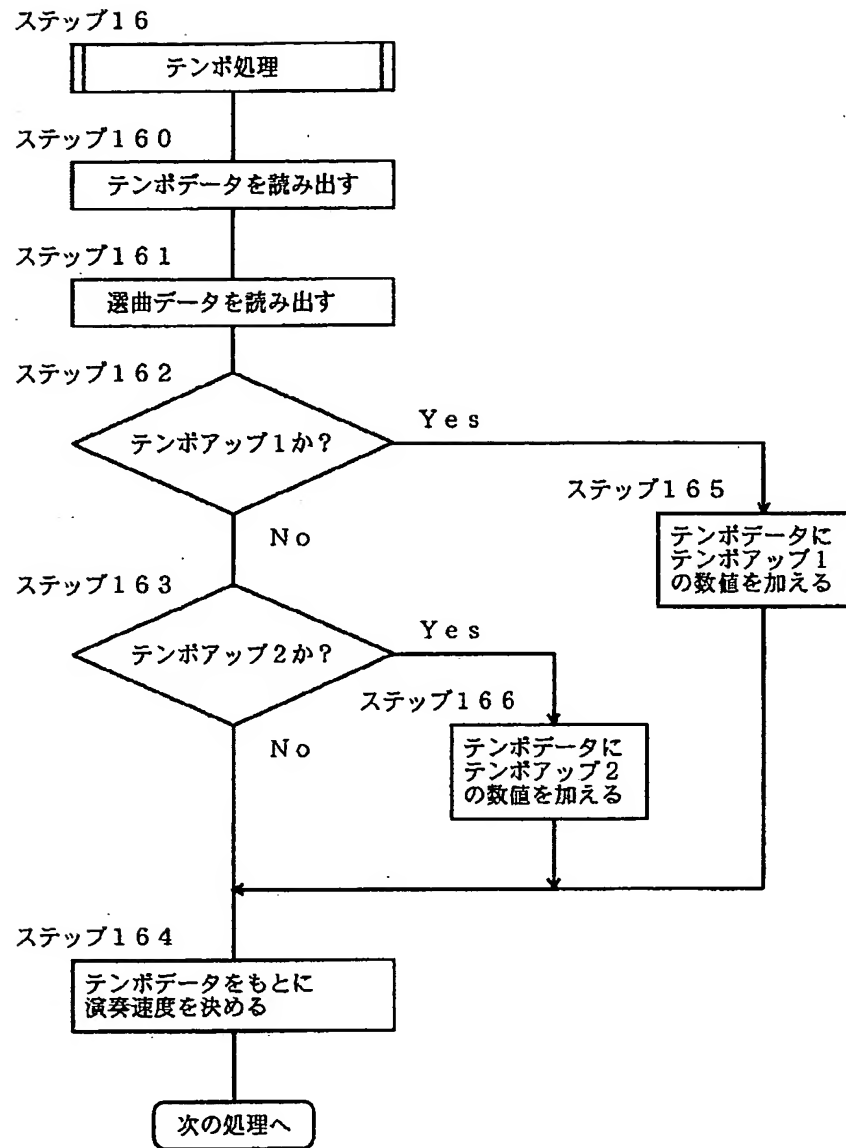 ステップ１６
テンポ処理
ステップ１６０
テンポデータを読み出す
ステップ１６１
選曲データを読み出す
ステップ１６２
テンポアップ１か？
Ｙｅｓ
ステップ１６５
テンポデータに
テンポアップ１
の数値を加える
Ｎｏ
ステップ１６３
テンポアップ２か？
Ｙｅｓ
ステップ１６６
テンポデータに
テンポアップ２
の数値を加える
Ｎｏ
ステップ１６４
テンポデータをもとに
演奏速度を決める
次の処理へ